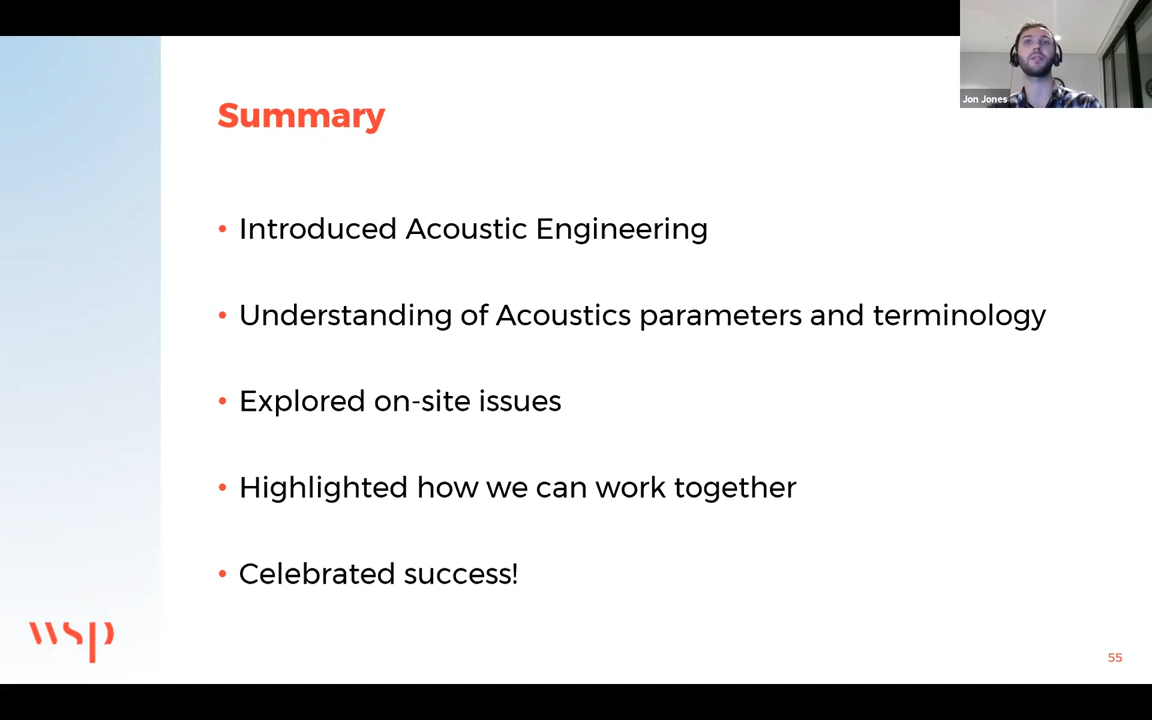 Jon Jones
Summary
• Introduced Acoustic Engineering
• Understanding of Acoustics parameters and terminology
• Explored on-site issues
• Highlighted how we can work together
• Celebrated success!
wsp
55